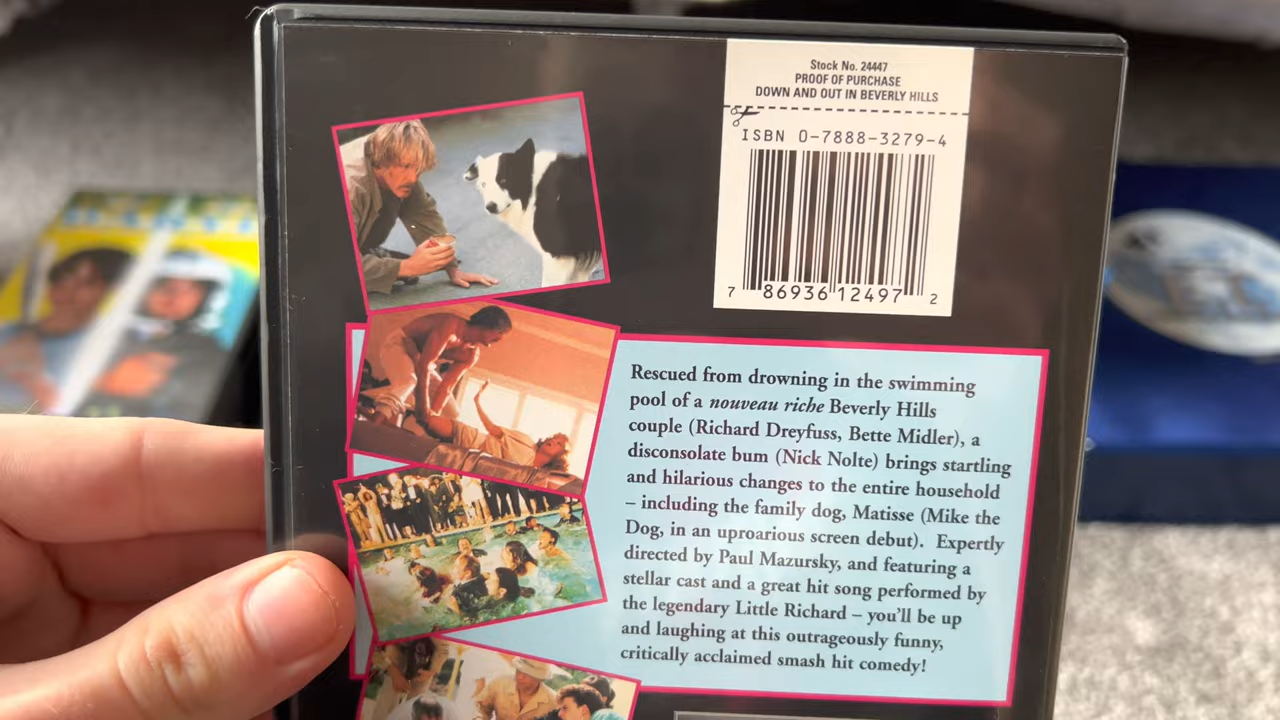 Stock No. 24447
PROOF OF PURCHASE
DOWN AND OUT IN BEVERLY HILLS
ISBN 0-7888-3279-4
7 86936 12497 2
Rescued from drowning in the swimming
pool of a nouveau riche Beverly Hills
couple (Richard Dreyfuss, Bette Midler), a
disconsolate bum (Nick Nolte) brings startling
and hilarious changes to the entire household
– including the family dog, Matisse (Mike the
Dog, in an uproarious screen debut). Expertly
directed by Paul Mazursky, and featuring a
stellar cast and a great hit song performed by
the legendary Little Richard – you'll be up
and laughing at this outrageously funny,
critically acclaimed smash hit comedy!